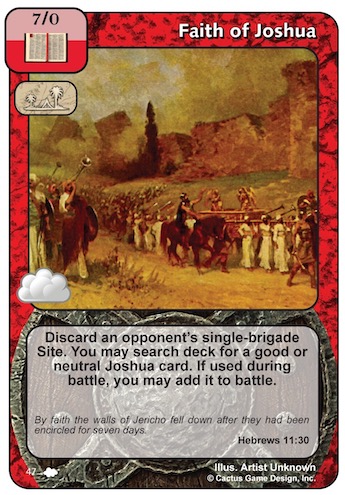 7/0
Faith of Joshua
Discard an opponent's single-brigade
Site. You may search deck for a good or
neutral Joshua card. If used during
battle, you may add it to battle.
By faith the walls of Jericho fell down after they had been
encircled for seven days.
Hebrews 11:30
47
Illus. Artist Unknown
© Cactus Game Design, Inc.